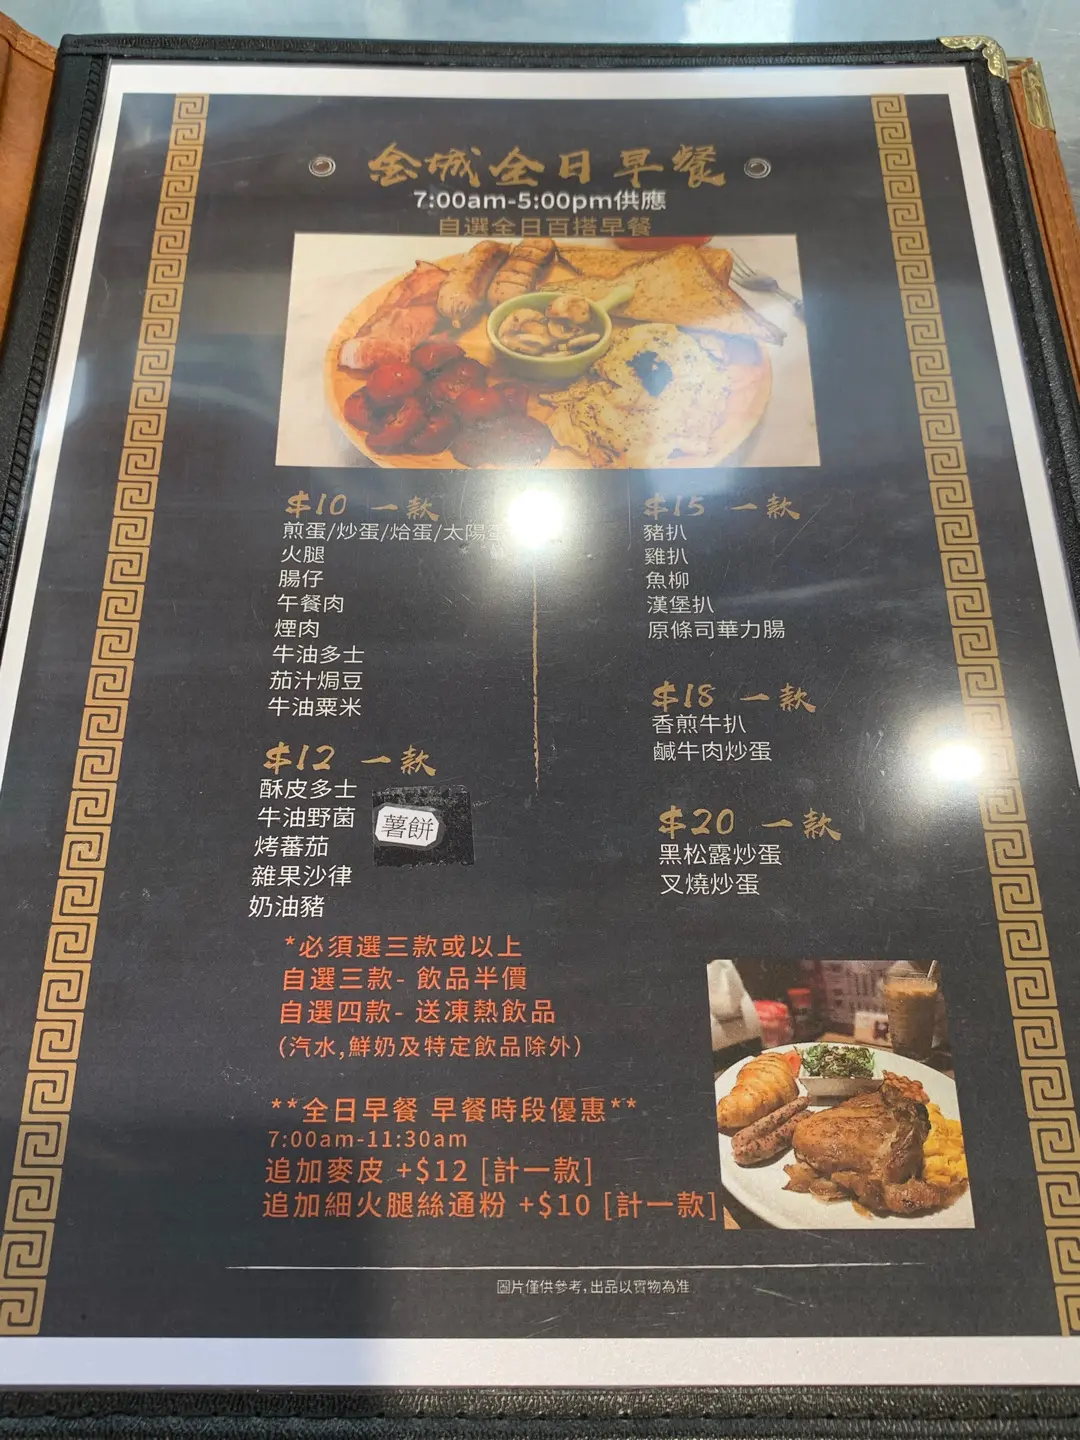 金城全日早餐
7:00am-5:00pm供應
自選全日百搭早餐
$10 一款
煎蛋/炒蛋/烚蛋/太陽蛋
火腿
腸仔
午餐肉
煙肉
牛油多士
茄汁焗豆
牛油粟米
$12 一款
酥皮多士
牛油野菌
烤蕃茄
雜果沙律
奶油豬
薯餅
$15 一款
豬扒
雞扒
魚柳
漢堡扒
原條司華力腸
$18 一款
香煎牛扒
鹹牛肉炒蛋
$20 一款
黑松露炒蛋
叉燒炒蛋
*必須選三款或以上
自選三款- 飲品半價
自選四款- 送凍熱飲品
(汽水,鮮奶及特定飲品除外)
**全日早餐 早餐時段優惠**
7:00am-11:30am
追加麥皮 +$12 [計一款]
追加細火腿絲通粉 +$10 [計一款]
圖片僅供參考,出品以實物為准